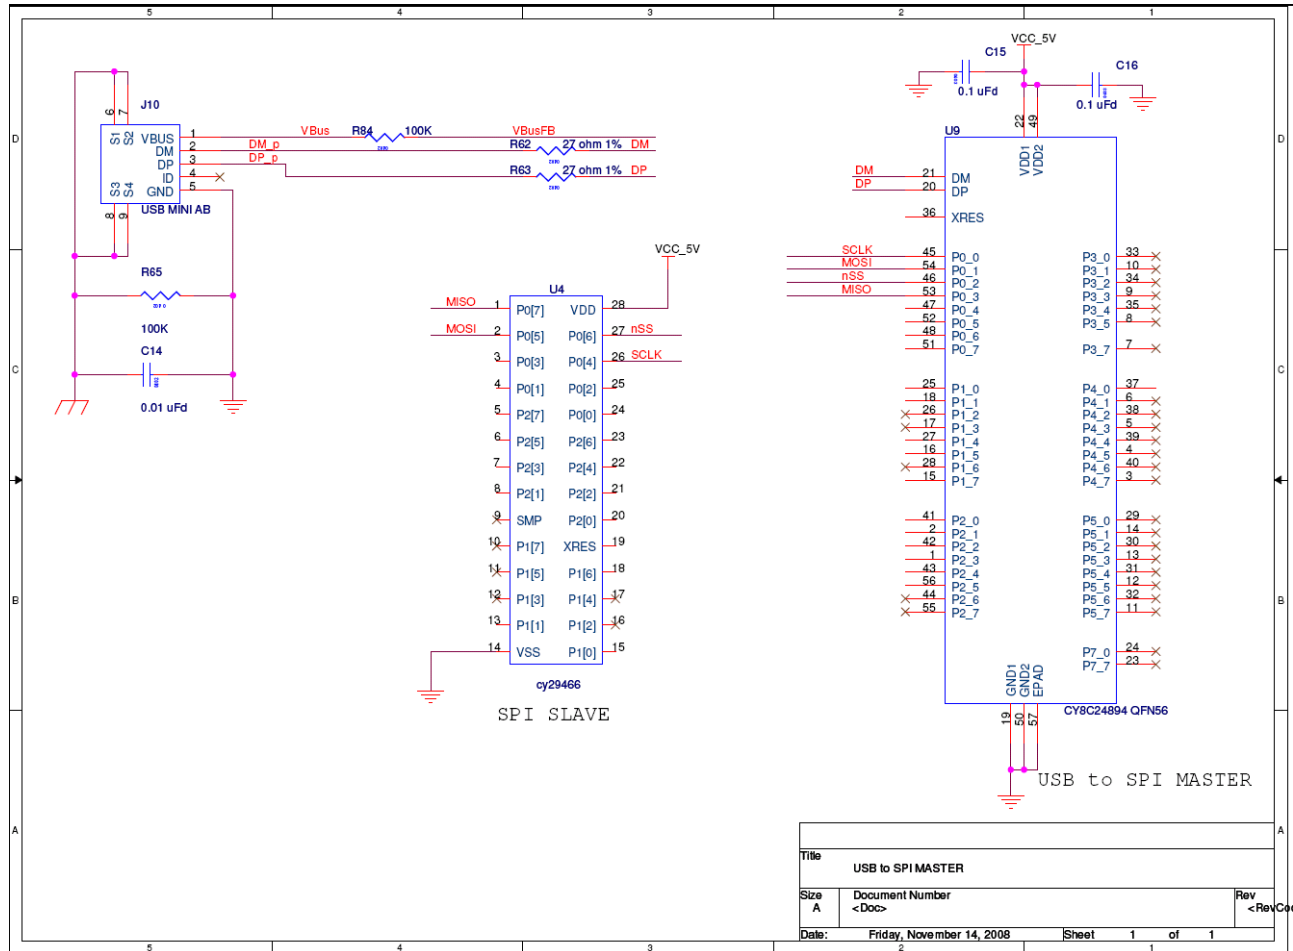 5 4 3 2 1
D
C
B
A
J10
6 7
S1 S2
VBUS 1
DM 2
DP 3
ID 4
GND 5
S3 S4
8 9
USB MINI AB
VBus R84 100K VBusFB
DM_p R62 27 ohm 1% DM
DP_p R63 27 ohm 1% DP
R65
100K
C14
0.01 uFd
VCC_5V
U4
MISO 1 P0[7] VDD 28
MOSI 2 P0[5] P0[6] 27 nSS
3 P0[3] P0[4] 26 SCLK
4 P0[1] P0[2] 25
5 P2[7] P0[0] 24
6 P2[5] P2[6] 23
7 P2[3] P2[4] 22
8 P2[1] P2[2] 21
9 SMP P2[0] 20
10 P1[7] XRES 19
11 P1[5] P1[6] 18
12 P1[3] P1[4] 17
13 P1[1] P1[2] 16
14 VSS P1[0] 15
cy29466
SPI SLAVE
VCC_5V
C15
0.1 uFd
C16
0.1 uFd
U9
22 49
VDD1 VDD2
DM 21 DM
DP 20 DP
36 XRES
SCLK 45 P0_0 P3_0 33
MOSI 54 P0_1 P3_1 10
nSS 46 P0_2 P3_2 34
MISO 53 P0_3 P3_3 9
47 P0_4 P3_4 35
52 P0_5 P3_5 8
48 P0_6
51 P0_7 P3_7 7
25 P1_0 P4_0 37
18 P1_1 P4_1 6
26 P1_2 P4_2 38
17 P1_3 P4_3 5
27 P1_4 P4_4 39
16 P1_5 P4_5 4
28 P1_6 P4_6 40
15 P1_7 P4_7 3
41 P2_0 P5_0 29
2 P2_1 P5_1 14
42 P2_2 P5_2 30
1 P2_3 P5_3 13
43 P2_4 P5_4 31
56 P2_5 P5_5 12
44 P2_6 P5_6 32
55 P2_7 P5_7 11
P7_0 24
P7_7 23
GND1 GND2 EPAD
19 50 57
CY8C24894 QFN56
USB to SPI MASTER
D
C
B
A
Title
USB to SPI MASTER
Size Document Number Rev
A <Doc>
Date: Friday, November 14, 2008 Sheet 1 of 1
5 4 3 2 1